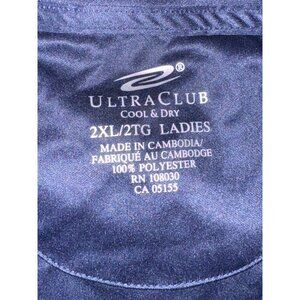 ®
ULTRACLUB
COOL & DRY
2XL/2TG LADIES
MADE IN CAMBODIA/
FABRIQUÉ AU CAMBODGE
100% POLYESTER
RN 108030
CA 05155